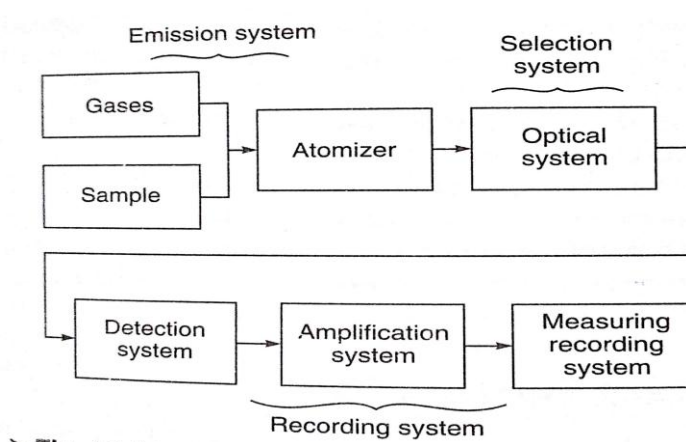 Emission system
Selection
system
Gases
Sample
Atomizer
Optical
system
Detection
system
Amplification
system
Measuring
recording
system
Recording system